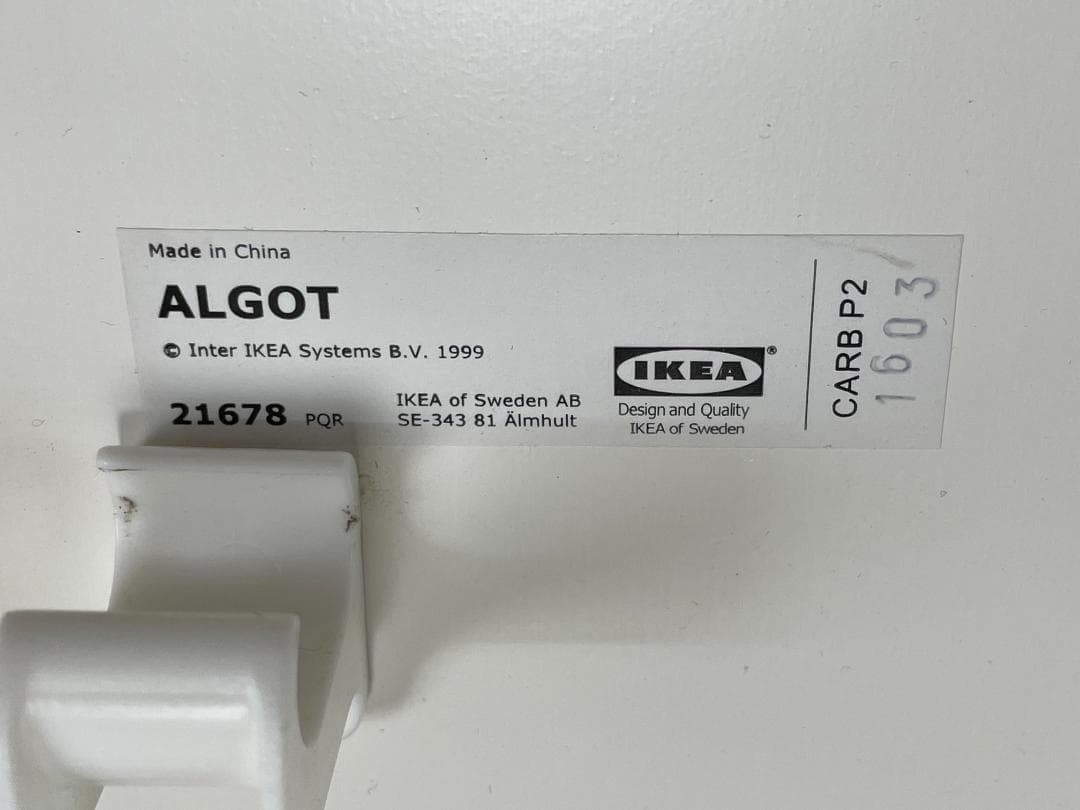 Made in China
ALGOT
© Inter IKEA Systems B.V. 1999
21678 PQR
IKEA of Sweden AB
SE-343 81 Älmhult
IKEA®
Design and Quality
IKEA of Sweden
CARB P2
1603